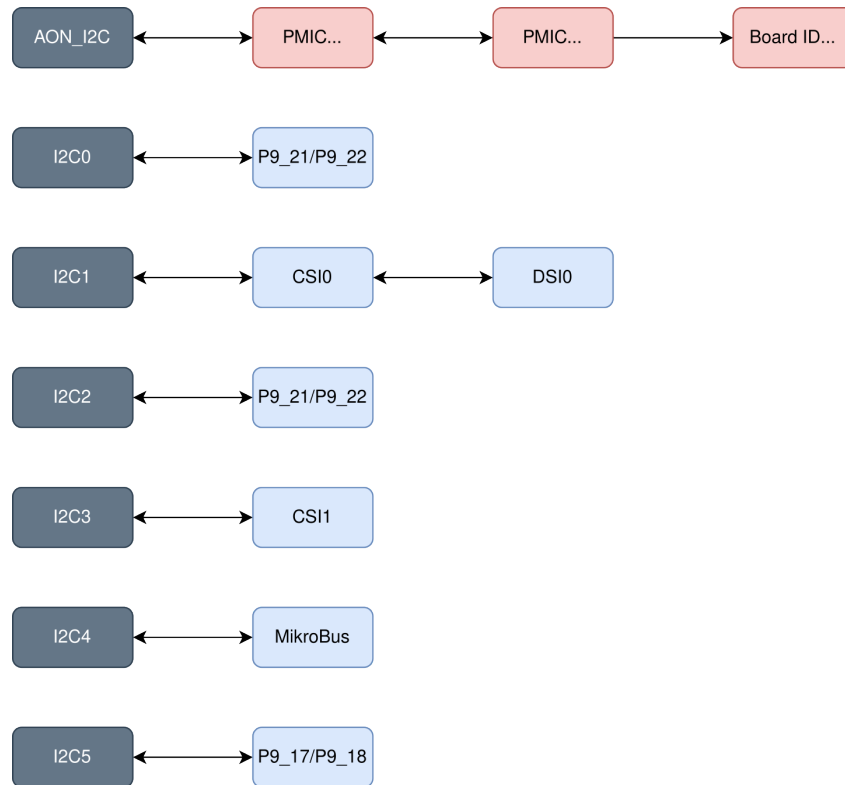 AON_I2C PMIC... PMIC... Board ID...
I2C0 P9_21/P9_22
I2C1 CSI0 DSI0
I2C2 P9_21/P9_22
I2C3 CSI1
I2C4 MikroBus
I2C5 P9_17/P9_18